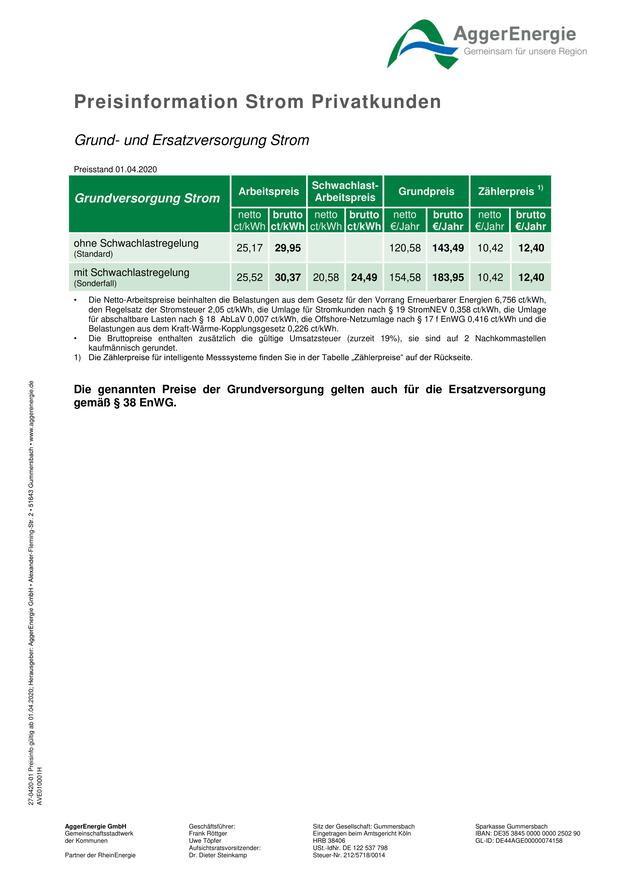 AggerEnergie
Gemeinsam für unsere Region
Preisinformation Strom Privatkunden
Grund- und Ersatzversorgung Strom
Preisstand 01.04.2020
Grundversorgung Strom Arbeitspreis Schwachlast-Arbeitspreis Grundpreis Zählerpreis 1)
netto ct/kWh brutto ct/kWh netto ct/kWh brutto ct/kWh netto €/Jahr brutto €/Jahr netto €/Jahr brutto €/Jahr
ohne Schwachlastregelung
(Standard)
25,17 29,95 120,58 143,49 10,42 12,40
mit Schwachlastregelung
(Sonderfall)
25,52 30,37 20,58 24,49 154,58 183,95 10,42 12,40
• Die Netto-Arbeitspreise beinhalten die Belastungen aus dem Gesetz für den Vorrang Erneuerbarer Energien 6,756 ct/kWh,
den Regelsatz der Stromsteuer 2,05 ct/kWh, die Umlage für Stromkunden nach § 19 StromNEV 0,358 ct/kWh, die Umlage
für abschaltbare Lasten nach § 18 AbLaV 0,007 ct/kWh, die Offshore-Netzumlage nach § 17 f EnWG 0,416 ct/kWh und die
Belastungen aus dem Kraft-Wärme-Kopplungsgesetz 0,226 ct/kWh.
• Die Bruttopreise enthalten zusätzlich die gültige Umsatzsteuer (zurzeit 19%), sie sind auf 2 Nachkommastellen
kaufmännisch gerundet.
1) Die Zählerpreise für intelligente Messsysteme finden Sie in der Tabelle „Zählerpreise“ auf der Rückseite.
Die genannten Preise der Grundversorgung gelten auch für die Ersatzversorgung
gemäß § 38 EnWG.
27-0420-01 Preisinfo gültig ab 01.04.2020; Herausgeber: AggerEnergie GmbH • Alexander-Fleming-Str. 2 • 51643 Gummersbach • www.aggerenergie.de
AVE010001H
AggerEnergie GmbH
Gemeinschaftsstadtwerk
der Kommunen
Partner der RheinEnergie
Geschäftsführer:
Frank Röttger
Uwe Töpfer
Aufsichtsratsvorsitzender:
Dr. Dieter Steinkamp
Sitz der Gesellschaft: Gummersbach
Eingetragen beim Amtsgericht Köln
HRB 38406
USt.-IdNr. DE 122 537 798
Steuer-Nr. 212/5718/0014
Sparkasse Gummersbach
IBAN: DE35 3845 0000 0000 2502 90
GL-ID: DE44AGE00000074158